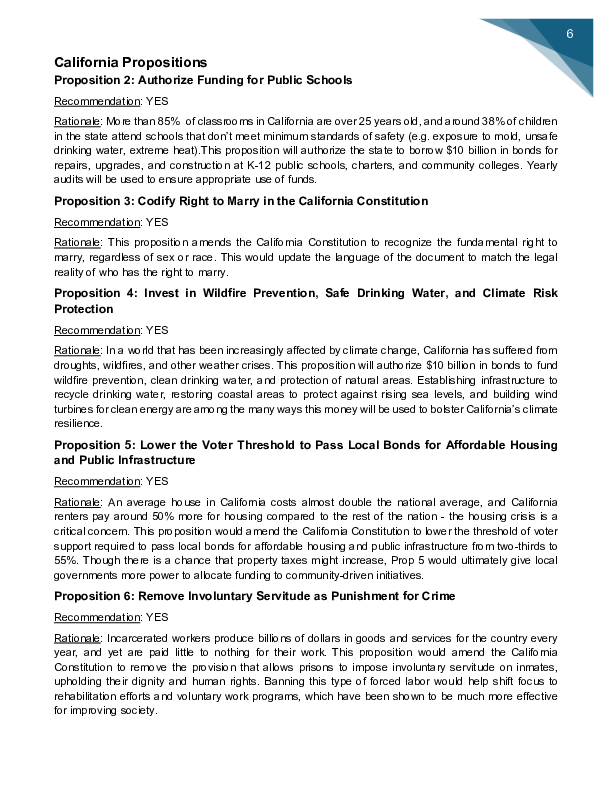 6
California Propositions
Proposition 2: Authorize Funding for Public Schools
Recommendation: YES
Rationale: More than 85% of classrooms in California are over 25 years old, and around 38% of children
in the state attend schools that don't meet minimum standards of safety (e.g. exposure to mold, unsafe
drinking water, extreme heat).This proposition will authorize the state to borrow $10 billion in bonds for
repairs, upgrades, and construction at K-12 public schools, charters, and community colleges. Yearly
audits will be used to ensure appropriate use of funds.
Proposition 3: Codify Right to Marry in the California Constitution
Recommendation: YES
Rationale: This proposition amends the California Constitution to recognize the fundamental right to
marry, regardless of sex or race. This would update the language of the document to match the legal
reality of who has the right to marry.
Proposition 4: Invest in Wildfire Prevention, Safe Drinking Water, and Climate Risk
Protection
Recommendation: YES
Rationale: In a world that has been increasingly affected by climate change, California has suffered from
droughts, wildfires, and other weather crises. This proposition will authorize $10 billion in bonds to fund
wildfire prevention, clean drinking water, and protection of natural areas. Establishing infrastructure to
recycle drinking water, restoring coastal areas to protect against rising sea levels, and building wind
turbines for clean energy are among the many ways this money will be used to bolster California's climate
resilience.
Proposition 5: Lower the Voter Threshold to Pass Local Bonds for Affordable Housing
and Public Infrastructure
Recommendation: YES
Rationale: An average house in California costs almost double the national average, and California
renters pay around 50% more for housing compared to the rest of the nation - the housing crisis is a
critical concern. This proposition would amend the California Constitution to lower the threshold of voter
support required to pass local bonds for affordable housing and public infrastructure from two-thirds to
55%. Though there is a chance that property taxes might increase, Prop 5 would ultimately give local
governments more power to allocate funding to community-driven initiatives.
Proposition 6: Remove Involuntary Servitude as Punishment for Crime
Recommendation: YES
Rationale: Incarcerated workers produce billions of dollars in goods and services for the country every
year, and yet are paid little to nothing for their work. This proposition would amend the California
Constitution to remove the provision that allows prisons to impose involuntary servitude on inmates,
upholding their dignity and human rights. Banning this type of forced labor would help shift focus to
rehabilitation efforts and voluntary work programs, which have been shown to be much more effective
for improving society.